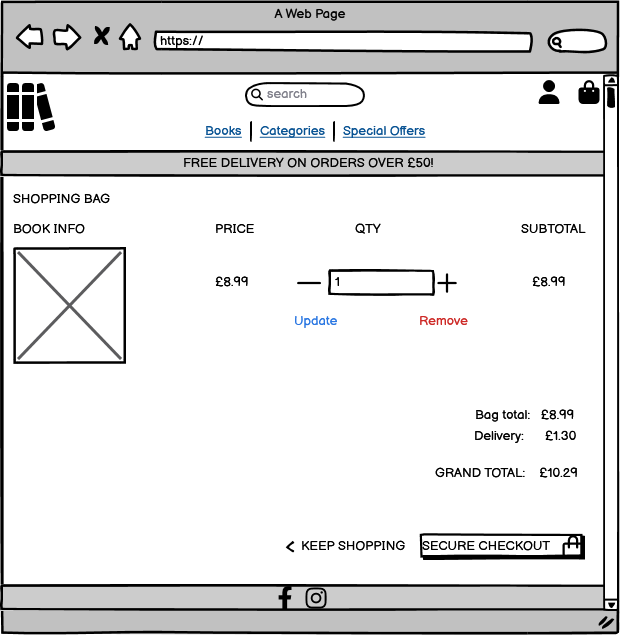 A Web Page
https://
search
Books Categories Special Offers
FREE DELIVERY ON ORDERS OVER £50!
SHOPPING BAG
BOOK INFO PRICE QTY SUBTOTAL
£8.99 1 £8.99
Update Remove
Bag total: £8.99
Delivery: £1.30
GRAND TOTAL: £10.29
KEEP SHOPPING SECURE CHECKOUT